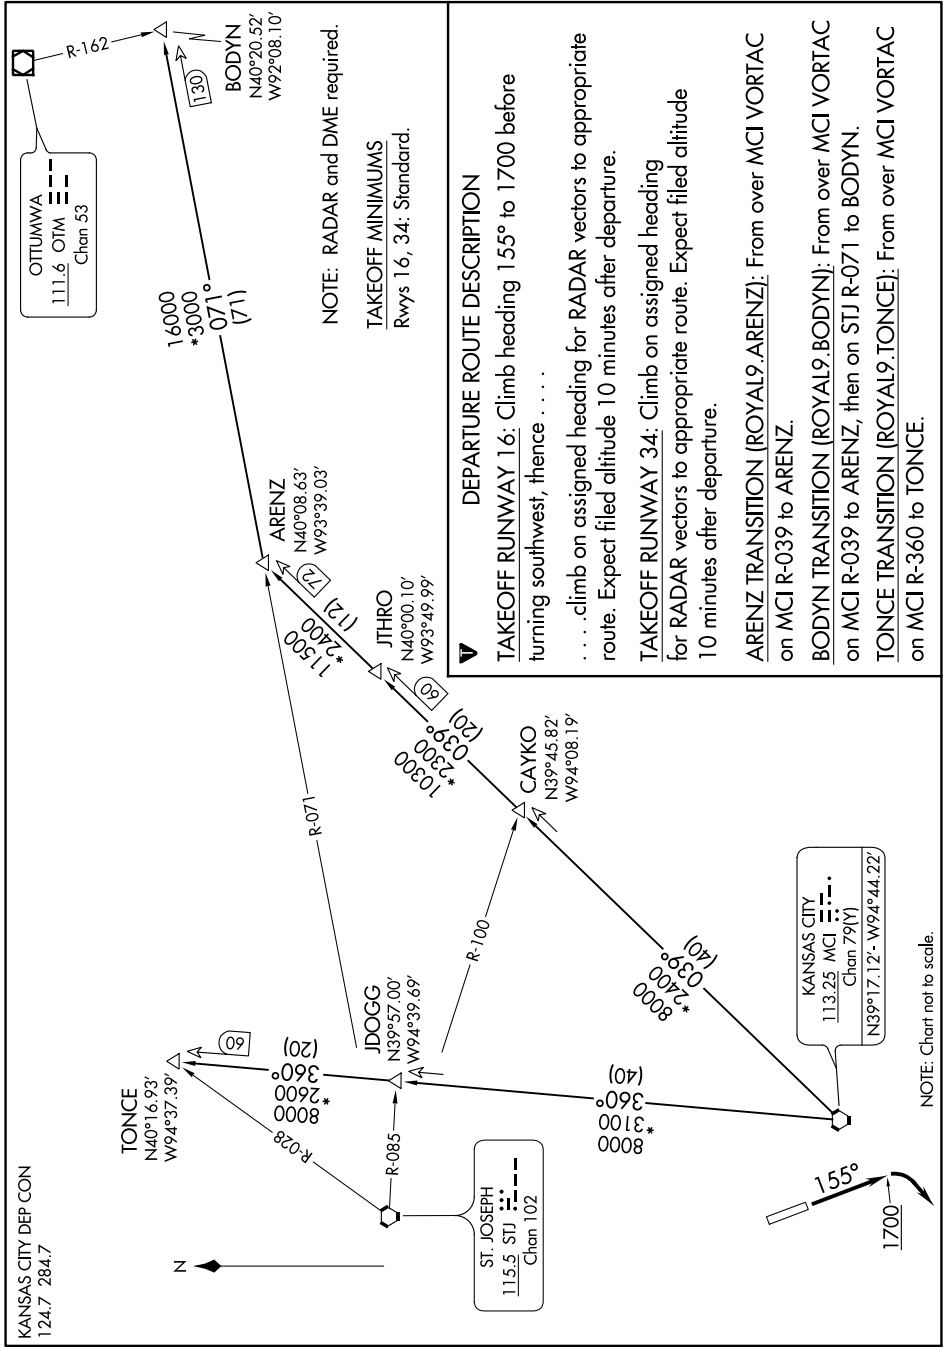 KANSAS CITY DEP CON
124.7 284.7
N
TONCE
N40°16.93'
W94°37.39'
60
R-028
8000
*2600
360°
(20)
ST. JOSEPH
115.5 STJ
Chan 102
R-085
JDOGG
N39°57.00'
W94°39.69'
8000
*3100
360°
(40)
155°
1700
KANSAS CITY
113.25 MCI
Chan 79(Y)
N39°17.12'- W94°44.22'
NOTE: Chart not to scale.
8000
*2400
039°
(40)
R-100
CAYKO
N39°45.82'
W94°08.19'
10300
*2300
039°
(20)
60
JTHRO
N40°00.10'
W93°49.99'
11500
*2400
(12)
72
R-071
ARENZ
N40°08.63'
W93°39.03'
16000
*3000
071°
(71)
OTTUMWA
111.6 OTM
Chan 53
R-162
130
BODYN
N40°20.52'
W92°08.10'
NOTE: RADAR and DME required.
TAKEOFF MINIMUMS
Rwys 16, 34: Standard.
T
DEPARTURE ROUTE DESCRIPTION
TAKEOFF RUNWAY 16: Climb heading 155° to 1700 before
turning southwest, thence . . . .
. . . .climb on assigned heading for RADAR vectors to appropriate
route. Expect filed altitude 10 minutes after departure.
TAKEOFF RUNWAY 34: Climb on assigned heading
for RADAR vectors to appropriate route. Expect filed altitude
10 minutes after departure.
ARENZ TRANSITION (ROYAL9.ARENZ): From over MCI VORTAC
on MCI R-039 to ARENZ.
BODYN TRANSITION (ROYAL9.BODYN): From over MCI VORTAC
on MCI R-039 to ARENZ, then on STJ R-071 to BODYN.
TONCE TRANSITION (ROYAL9.TONCE): From over MCI VORTAC
on MCI R-360 to TONCE.